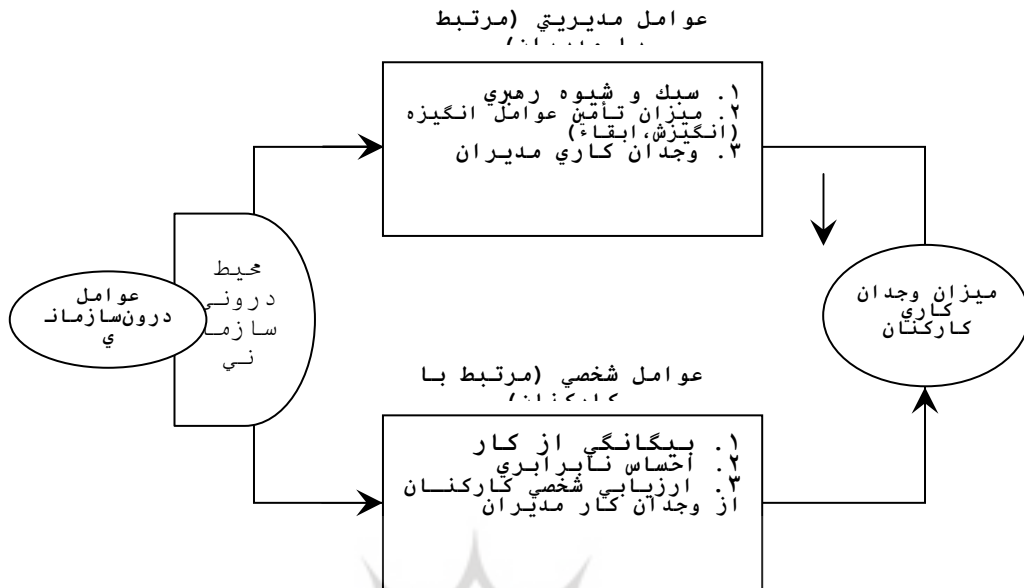 عوامل مديريتي (مرتبط
۱. سبك و شيوه رهبري
۲. ميزان تأمين عوامل انگيزه
(انگيزش،ابقاء)
۳. وجدان كاري مديران
محيط
دروني
سازما
ني
عوامل
درون‌سازمان
ي
ميزان وجدان
كاري
كاركنان
عوامل شخصي (مرتبط با
۱. بيگانگي از كار
۲. احساس نابرابري
۳. ارزيابي شخصي كاركنان
از وجدان كار مديران